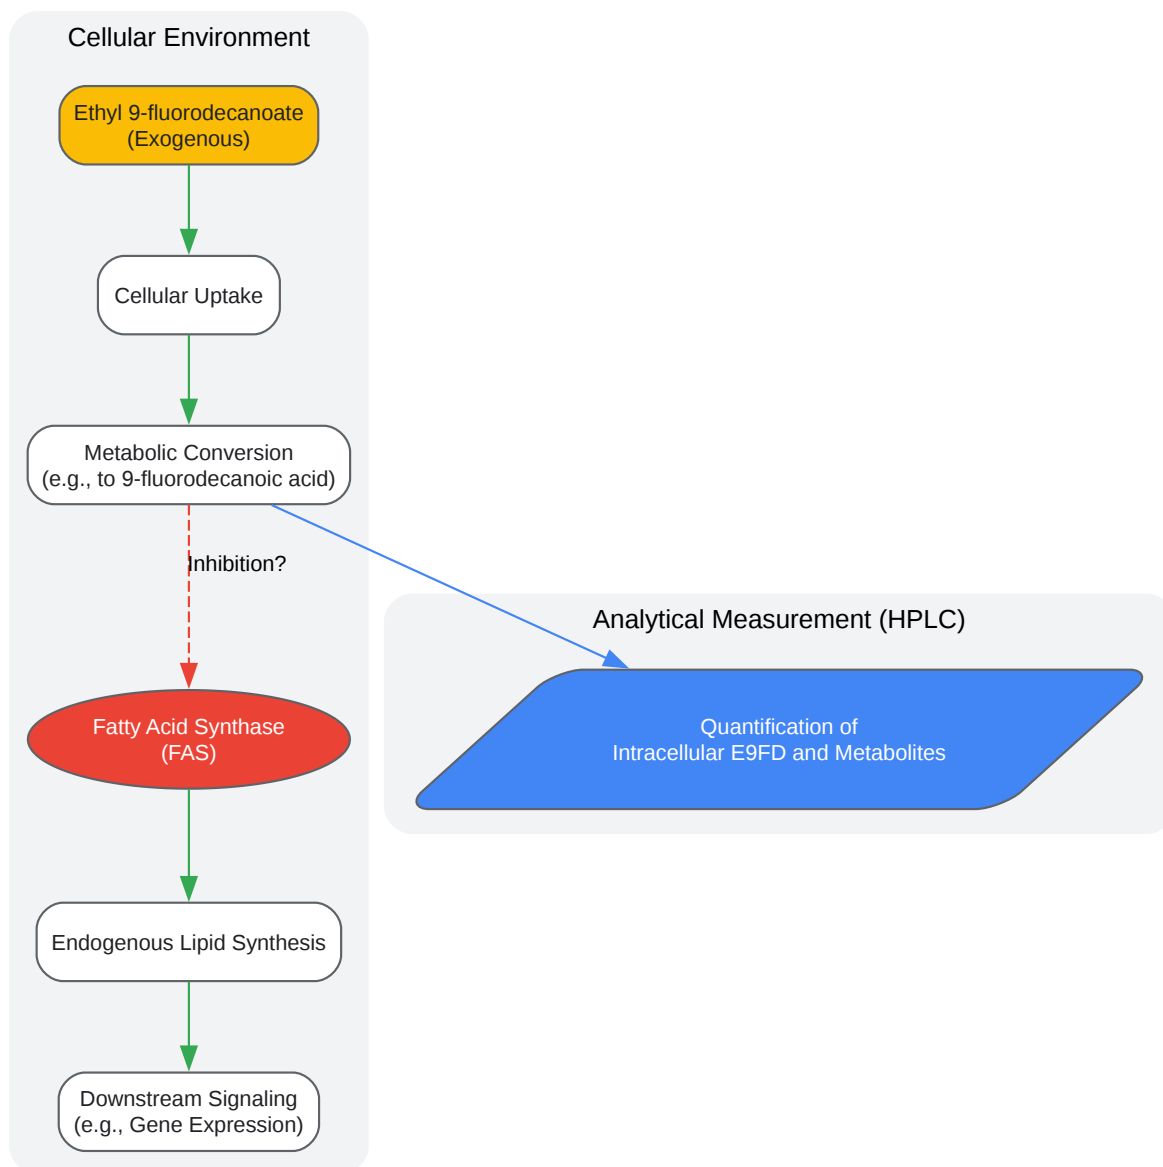 Cellular Environment
Ethyl 9-fluorodecanoate
(Exogenous)
Cellular Uptake
Metabolic Conversion
(e.g., to 9-fluorodecanoic acid)
Inhibition?
Analytical Measurement (HPLC)
Fatty Acid Synthase
(FAS)
Quantification of
Intracellular E9FD and Metabolites
Endogenous Lipid Synthesis
Downstream Signaling
(e.g., Gene Expression)